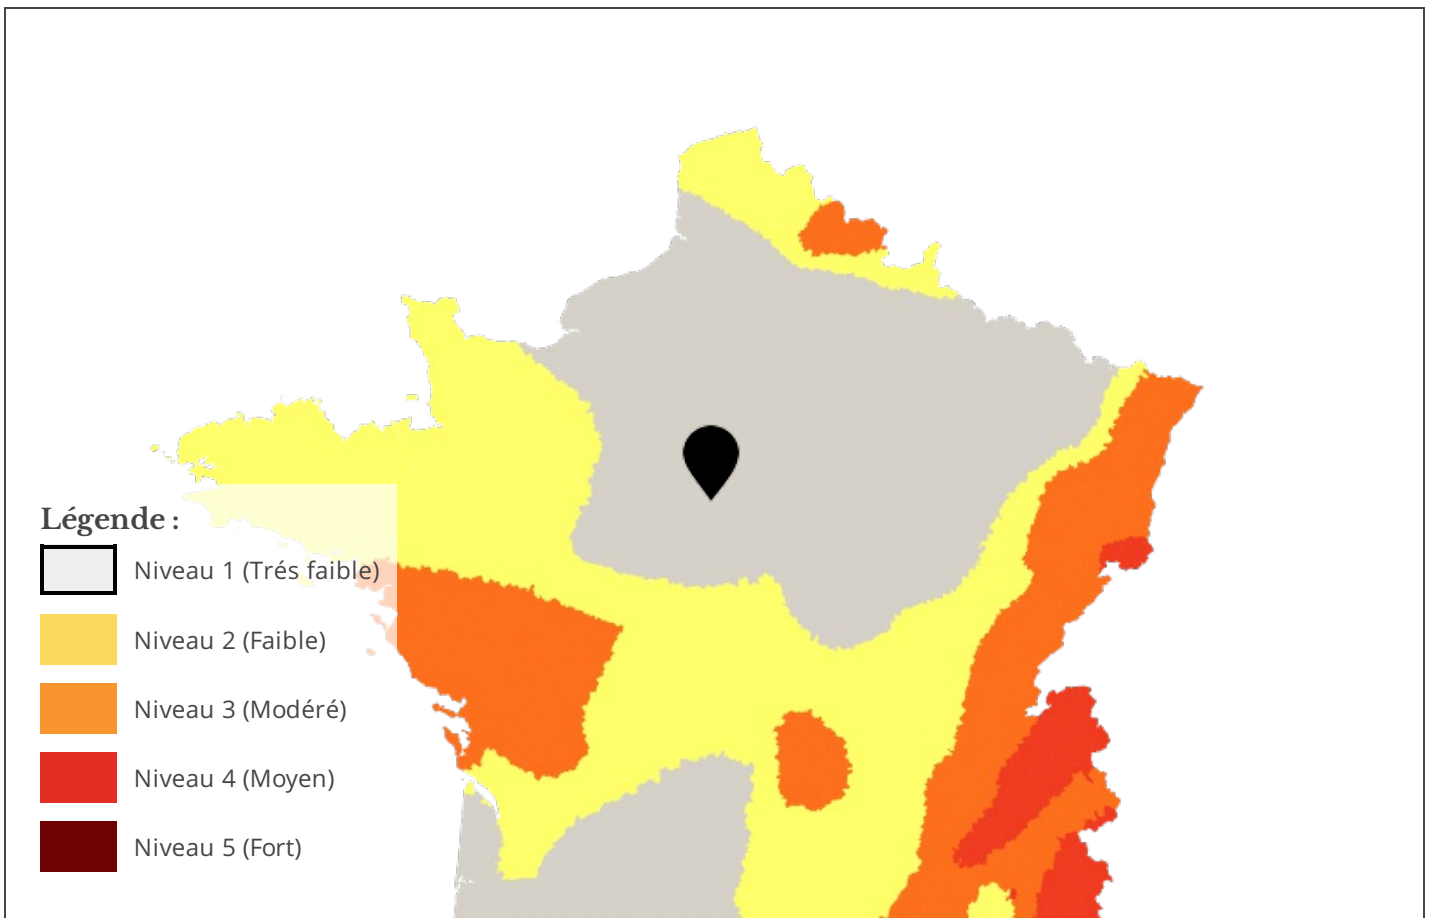 Légende :
Niveau 1 (Trés faible)
Niveau 2 (Faible)
Niveau 3 (Modéré)
Niveau 4 (Moyen)
Niveau 5 (Fort)